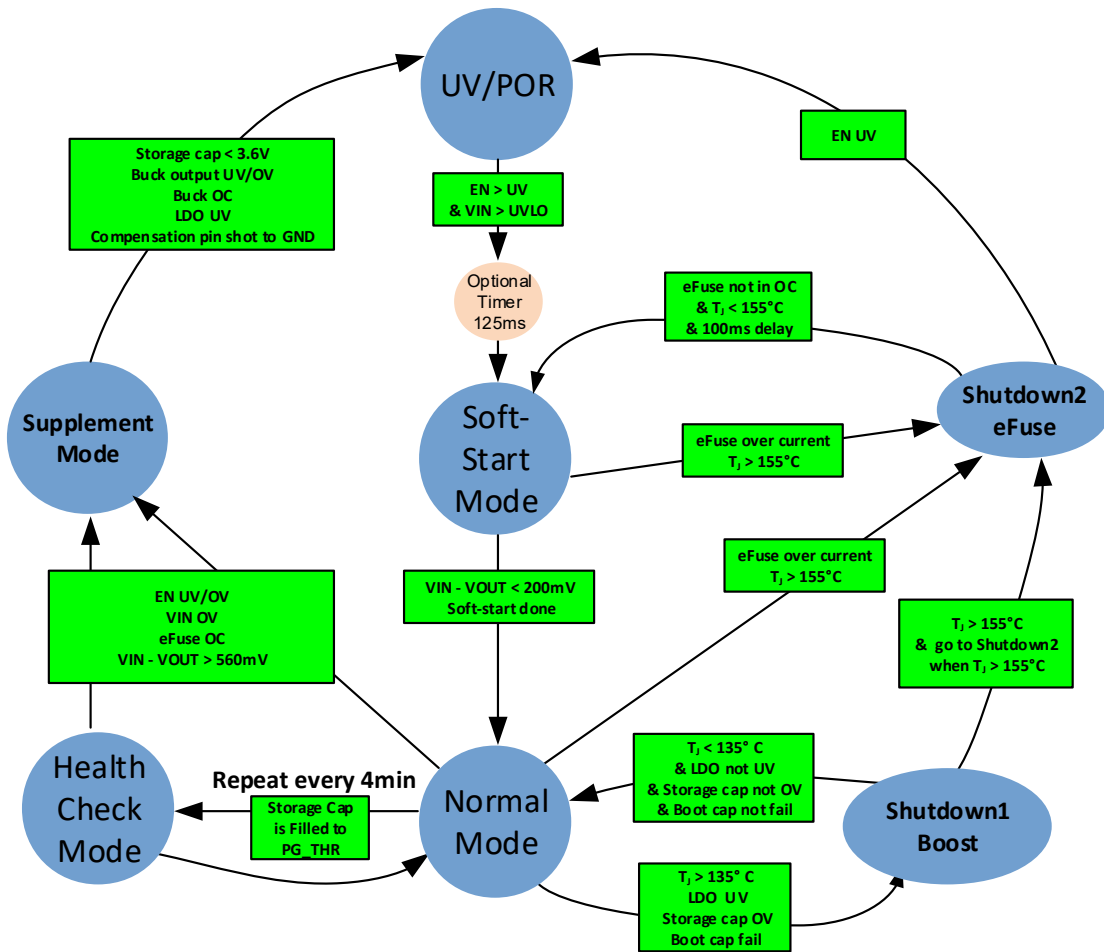 UV/POR
EN UV
Storage cap < 3.6V
Buck output UV/OV
Buck OC
LDO UV
Compensation pin shot to GND
EN > UV
& VIN > UVLO
Optional
Timer
125ms
eFuse not in OC
& TJ < 155°C
& 100ms delay
Shutdown2
eFuse
Supplement
Mode
Soft-
Start
Mode
eFuse over current
TJ > 155°C
eFuse over current
TJ > 155°C
VIN - VOUT < 200mV
Soft-start done
EN UV/OV
VIN OV
eFuse OC
VIN - VOUT > 560mV
TJ > 155°C
& go to Shutdown2
when TJ > 155°C
Health
Check
Mode
Repeat every 4min
Storage Cap
is Filled to
PG_THR
Normal
Mode
TJ < 135° C
& LDO not UV
& Storage cap not OV
& Boot cap not fail
Shutdown1
Boost
TJ > 135° C
LDO UV
Storage cap OV
Boot cap fail